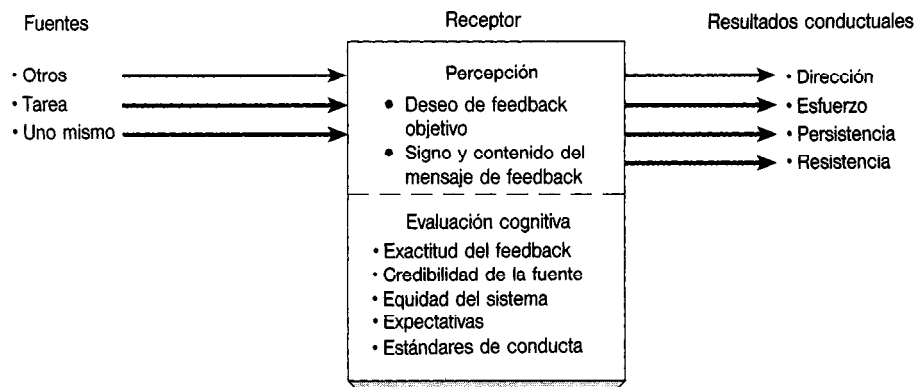 Fuentes
• Otros
• Tarea
• Uno mismo
Receptor
Percepción
• Deseo de feedback
objetivo
• Signo y contenido del
mensaje de feedback
Evaluación cognitiva
• Exactitud del feedback
• Credibilidad de la fuente
• Equidad del sistema
• Expectativas
• Estándares de conducta
Resultados conductuales
• Dirección
• Esfuerzo
• Persistencia
• Resistencia